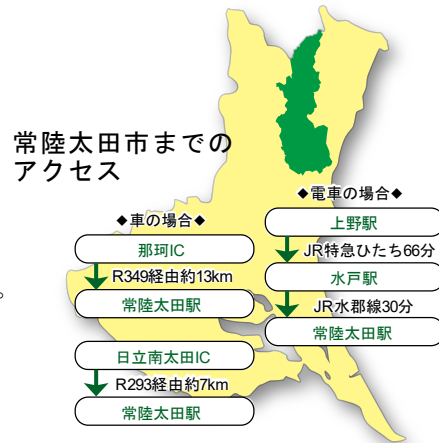 常陸太田市までの
アクセス
◆車の場合◆
那珂IC
R349経由約13km
常陸太田駅
日立南太田IC
R293経由約7km
常陸太田駅
◆電車の場合◆
上野駅
JR特急ひたち66分
水戸駅
JR水郡線30分
常陸太田駅
。